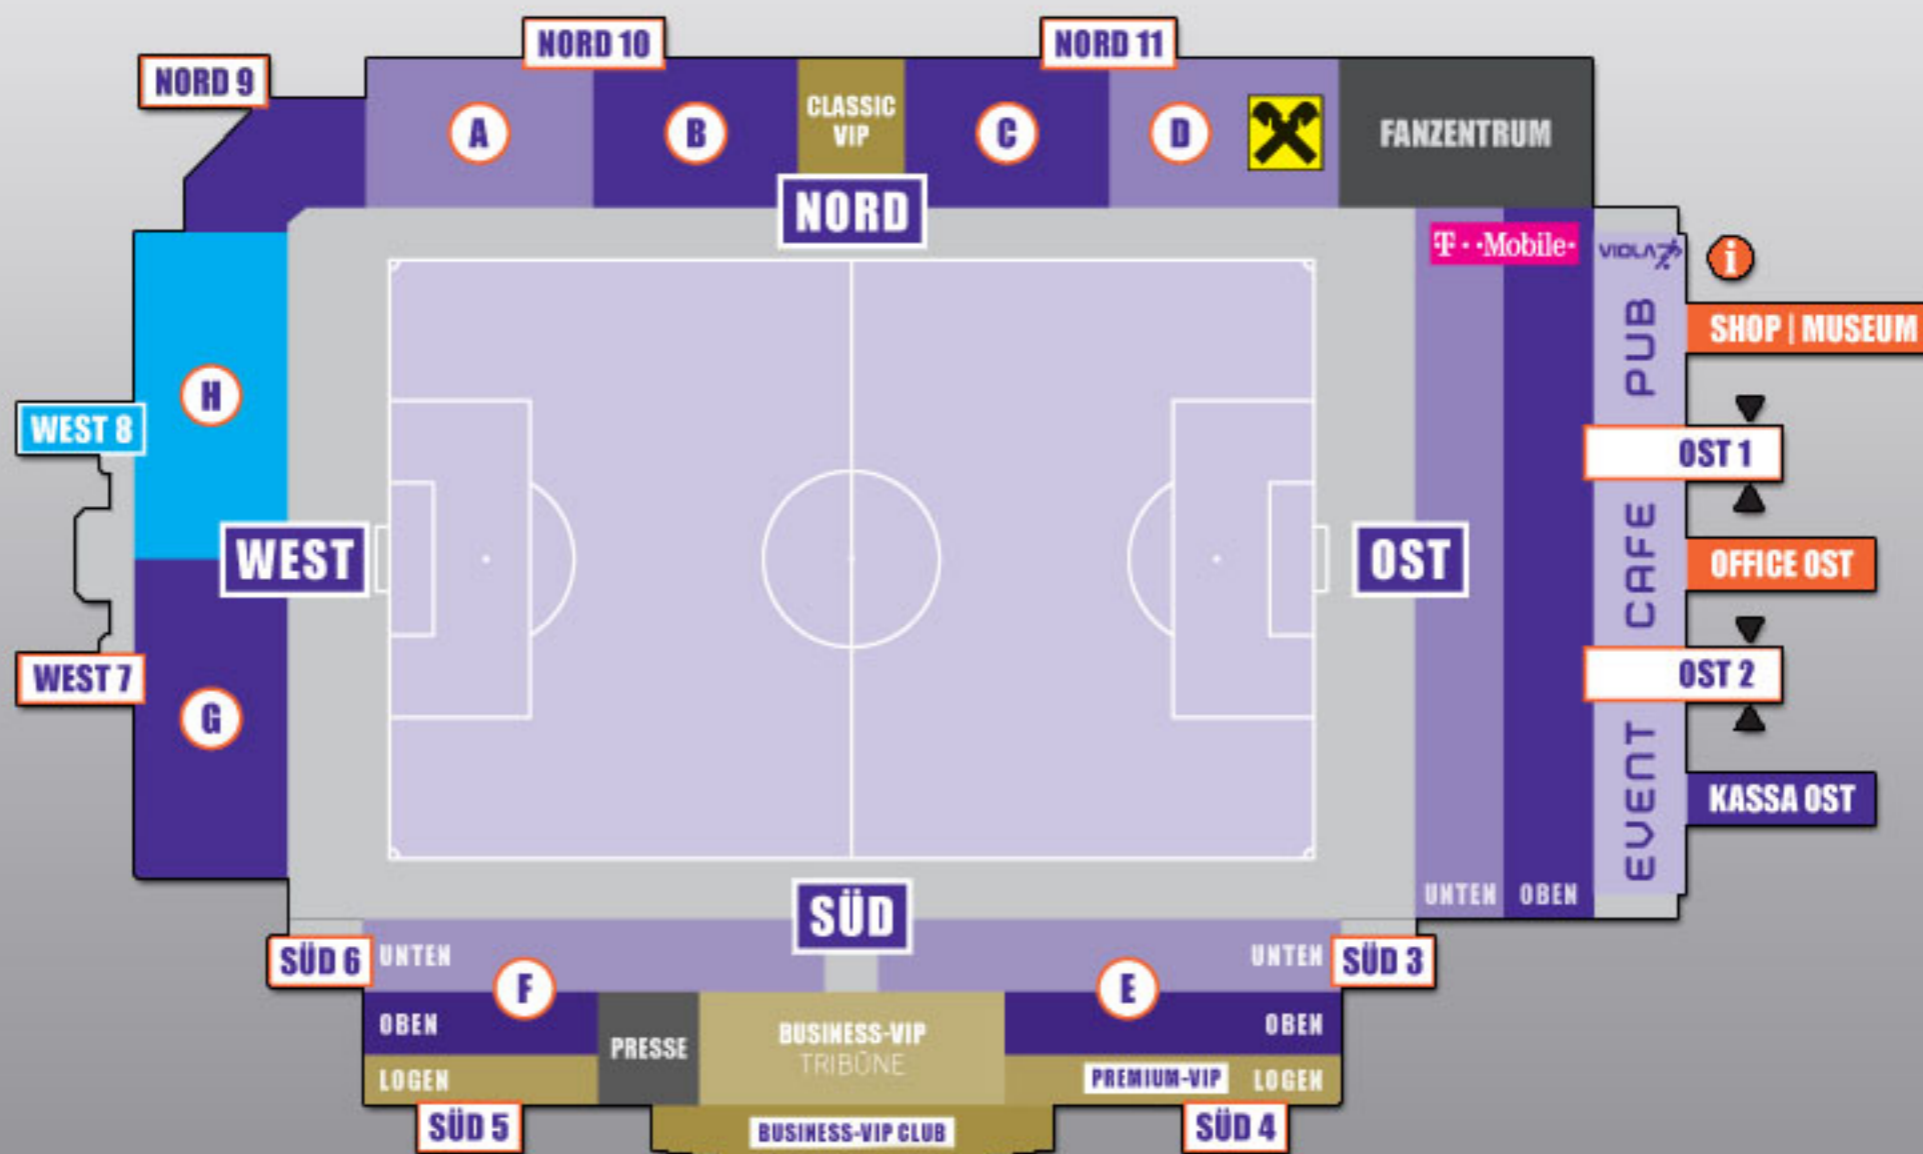 NORD 10
NORD 11
NORD 9
A
B
CLASSIC
VIP
C
D
FANZENTRUM
NORD
T··Mobile·
VIOLA
i
SHOP | MUSEUM
PUB
H
WEST 8
OST 1
WEST
OST
CAFE
OFFICE OST
WEST 7
OST 2
G
EVENT
KASSA OST
UNTEN
OBEN
SÜD
SÜD 6
UNTEN
F
UNTEN
SÜD 3
E
OBEN
PRESSE
BUSINESS-VIP
TRIBÜNE
OBEN
LOGEN
PREMIUM-VIP
LOGEN
SÜD 5
BUSINESS-VIP CLUB
SÜD 4